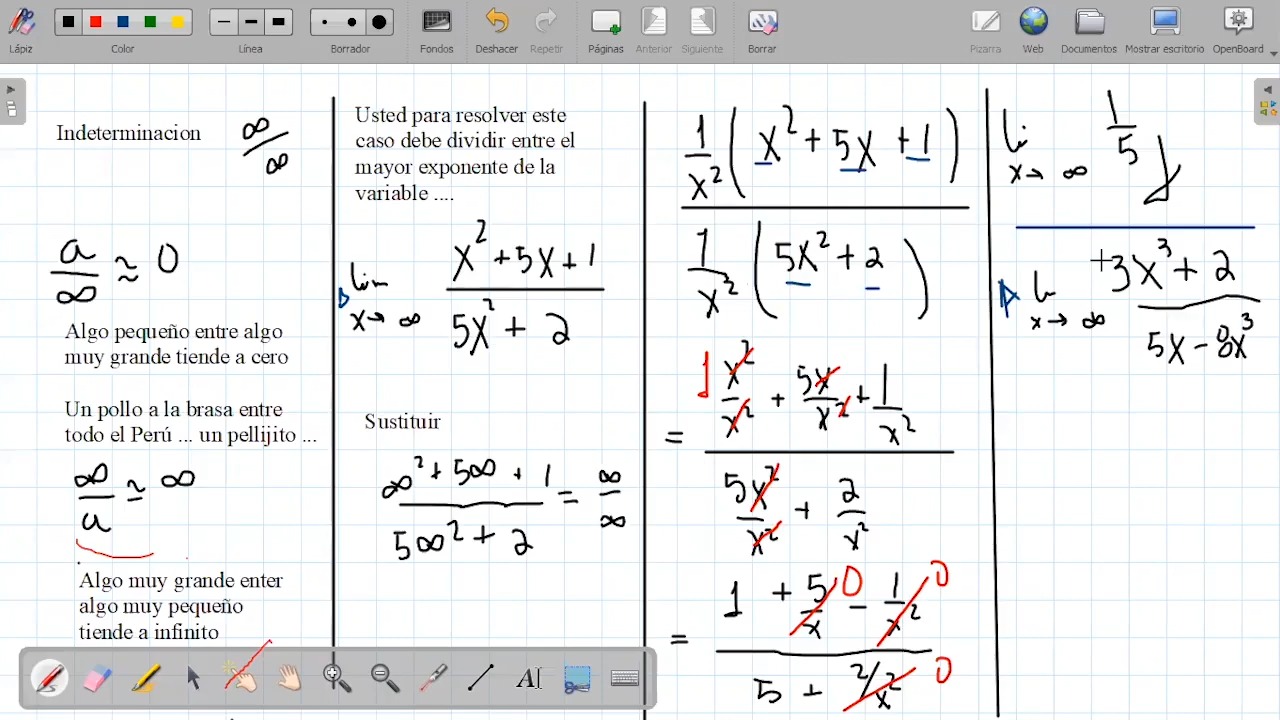 Lápiz
Color
Línea
Borrador
Fondos
Deshacer
Repetir
Páginas
Anterior
Siguiente
Borrar
Pizarra
Web
Documentos
Mostrar escritorio
OpenBoard
Indeterminacion ∞/∞
a/∞ ≈ 0
Algo pequeño entre algo
muy grande tiende a cero
Un pollo a la brasa entre
todo el Perú ... un pellijito ...
∞/a ≃ ∞
Algo muy grande enter
algo muy pequeño
tiende a infinito
Usted para resolver este
caso debe dividir entre el
mayor exponente de la
variable ....
lim x→∞ (x² + 5x + 1)/(5x² + 2)
Sustituir
(∞² + 5∞ + 1)/(5∞² + 2) = ∞/∞
1/x² (x² + 5x + 1)
1/x² (5x² + 2)
= 1 x²/x² + 5x/x² + 1/x²
5x²/x² + 2/x²
= 1 + 5/x 0 − 1/x² 0
5 + 2/x² 0
lim x→∞ 1/5
lim x→∞ +3x³ + 2
5x − 8x³
AI